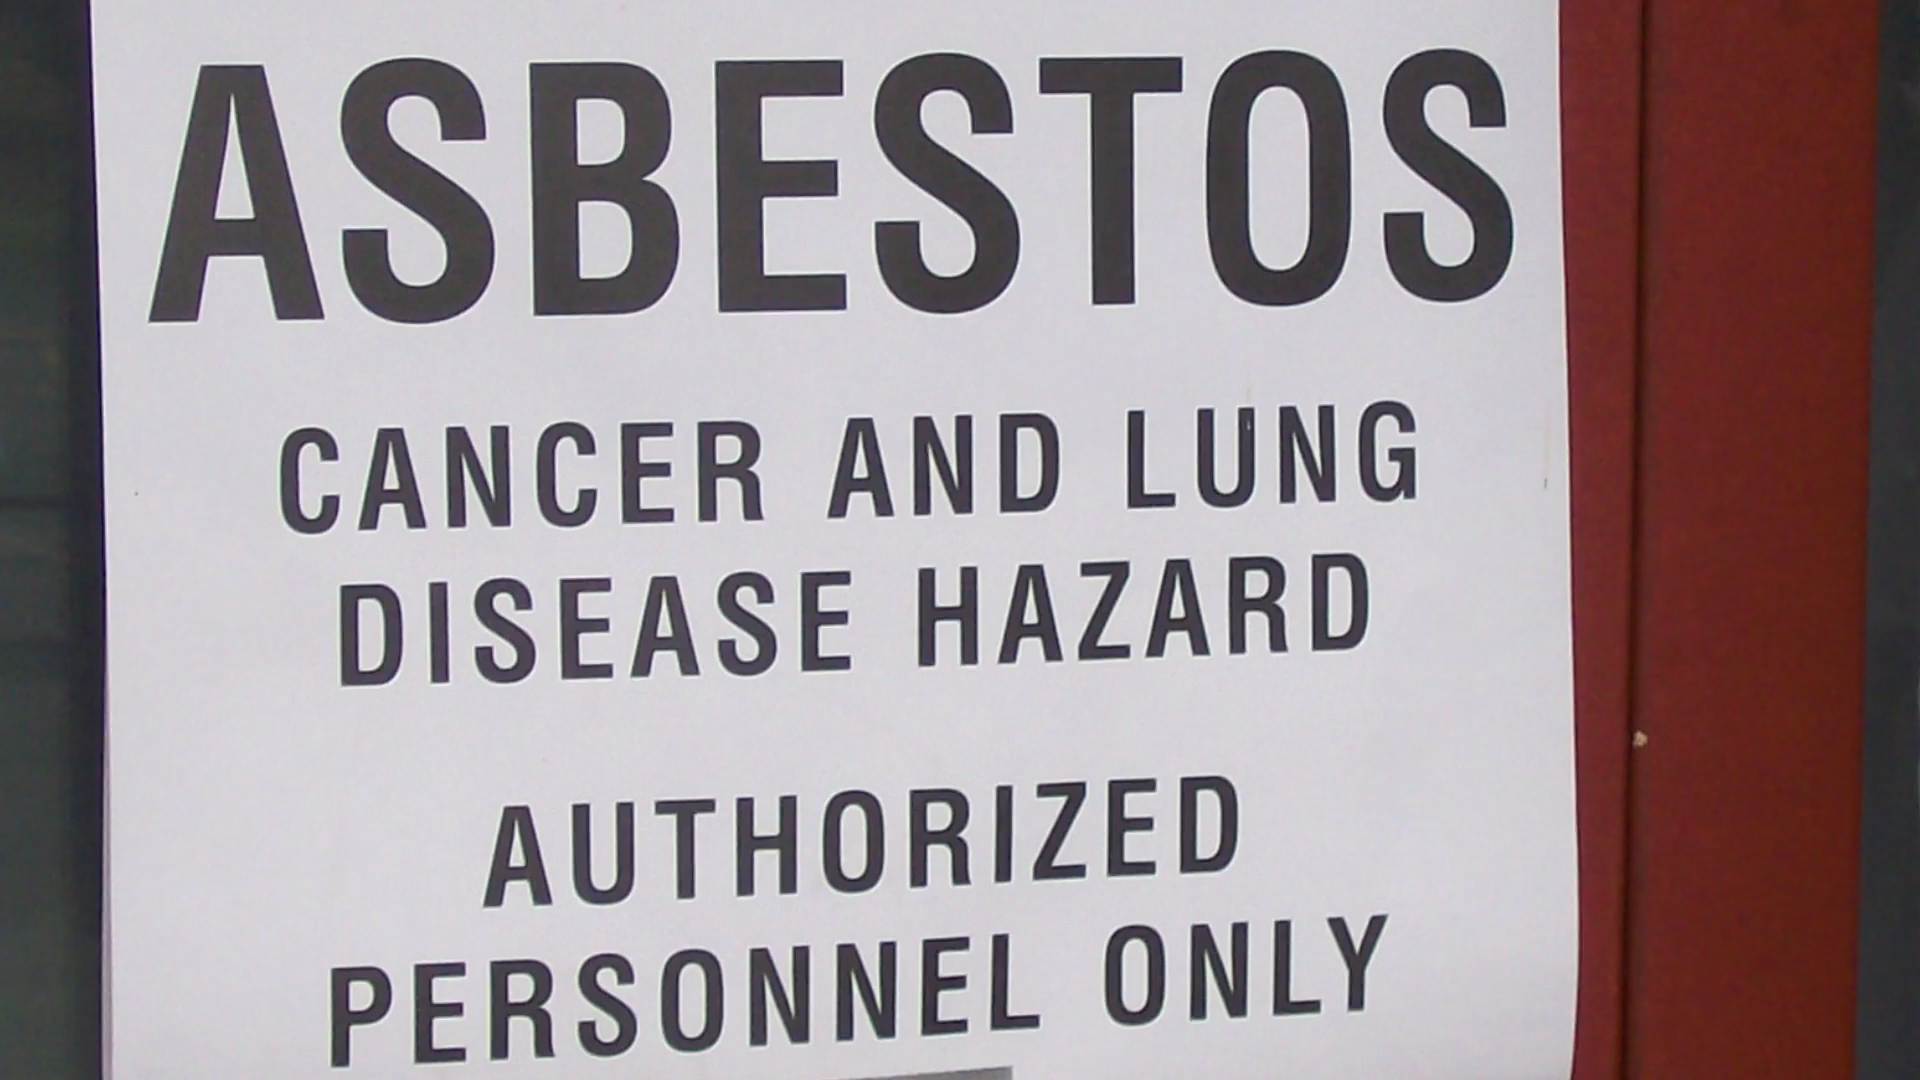 ASBESTOS
CANCER AND LUNG
DISEASE HAZARD
AUTHORIZED
PERSONNEL ONLY